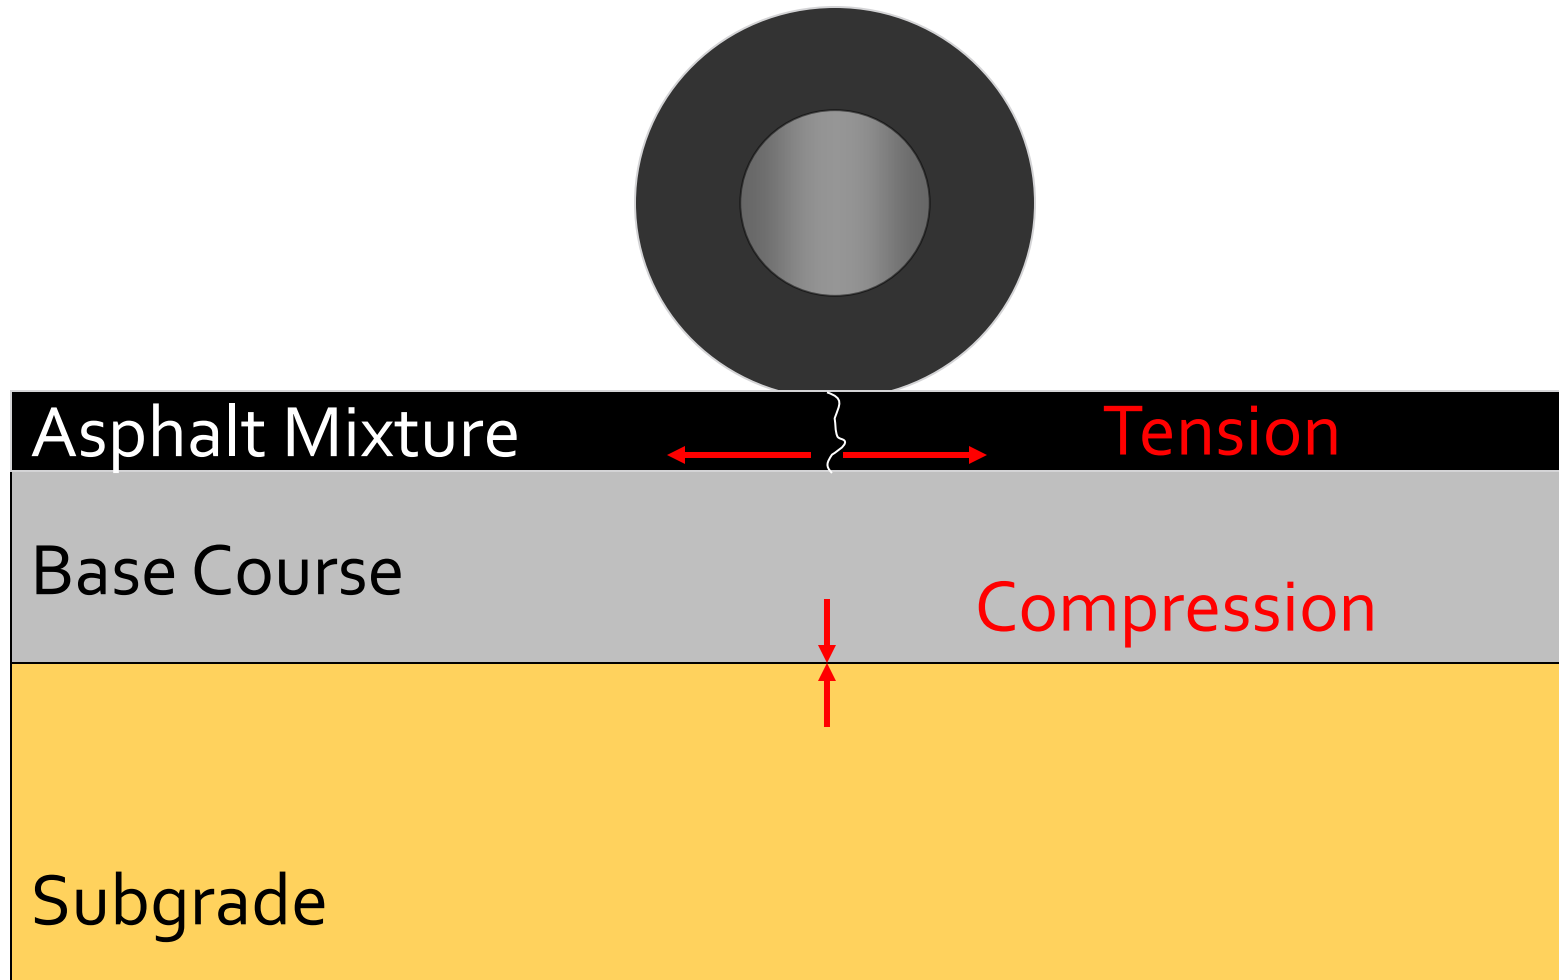 Asphalt Mixture
Tension
Base Course
Compression
Subgrade